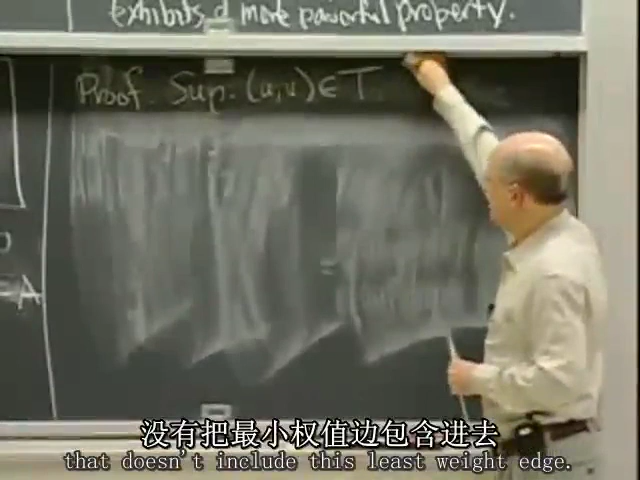 exhibits a more powerful property.
Proof. Sup. (u,v) ∈ T.
=A
没有把最小权值边包含进去
that doesn't include this least weight edge.